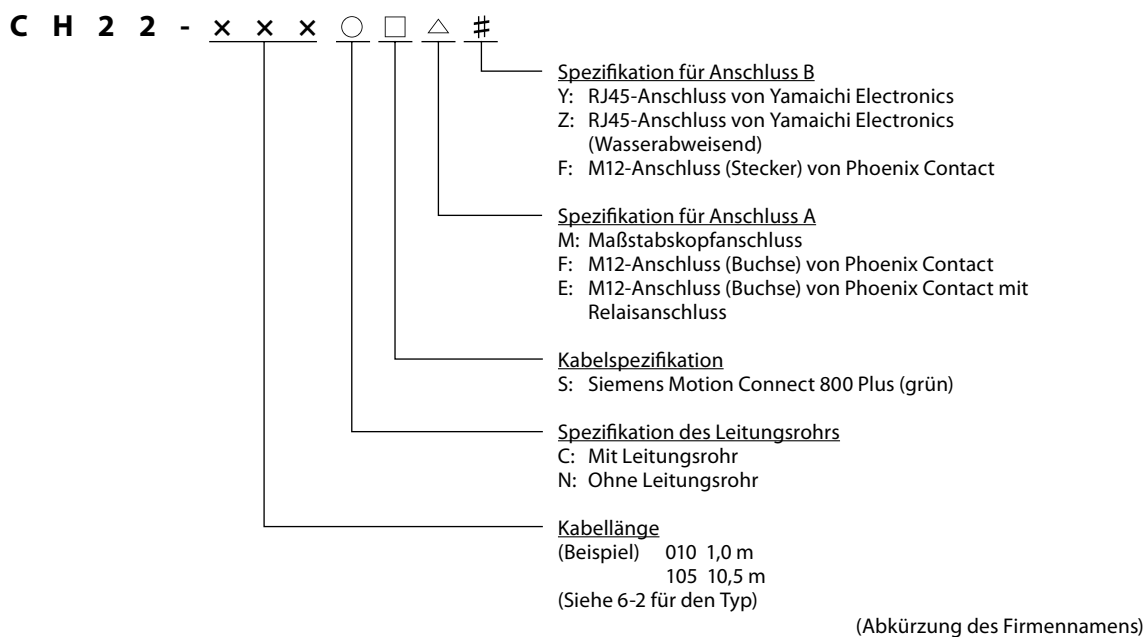 C H 2 2 - × × × ○ □ △ #
Spezifikation für Anschluss B
Y: RJ45-Anschluss von Yamaichi Electronics
Z: RJ45-Anschluss von Yamaichi Electronics
(Wasserabweisend)
F: M12-Anschluss (Stecker) von Phoenix Contact
Spezifikation für Anschluss A
M: Maßstabskopfanschluss
F: M12-Anschluss (Buchse) von Phoenix Contact
E: M12-Anschluss (Buchse) von Phoenix Contact mit
Relaisanschluss
Kabelspezifikation
S: Siemens Motion Connect 800 Plus (grün)
Spezifikation des Leitungsrohrs
C: Mit Leitungsrohr
N: Ohne Leitungsrohr
Kabellänge
(Beispiel) 010 1,0 m
105 10,5 m
(Siehe 6-2 für den Typ)
(Abkürzung des Firmennamens)